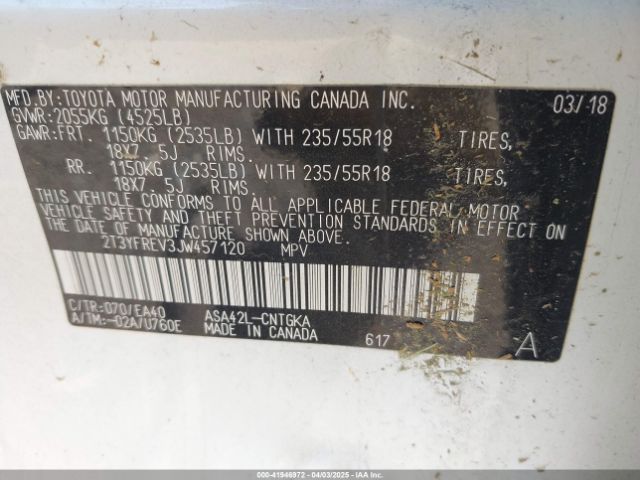 MFD.BY:TOYOTA MOTOR MANUFACTURING CANADA INC. 03/18
GVWR:2055KG (4525LB)
GAWR:FRT. 1150KG (2535LB) WITH 235/55R18 TIRES,
18X7.5J RIMS.
RR. 1150KG (2535LB) WITH 235/55R18 TIRES,
18X7.5J RIMS.
THIS VEHICLE CONFORMS TO ALL APPLICABLE FEDERAL MOTOR
VEHICLE SAFETY AND THEFT PREVENTION STANDARDS IN EFFECT ON
THE DATE OF MANUFACTURE SHOWN ABOVE.
2T3YFREV3JW457120 MPV
C/TR:070/EA40 ASA42L-CNTGKA
A/TM:-02A/U760E MADE IN CANADA 617 A
000-41946972 04/03/2025 IAAI.COM